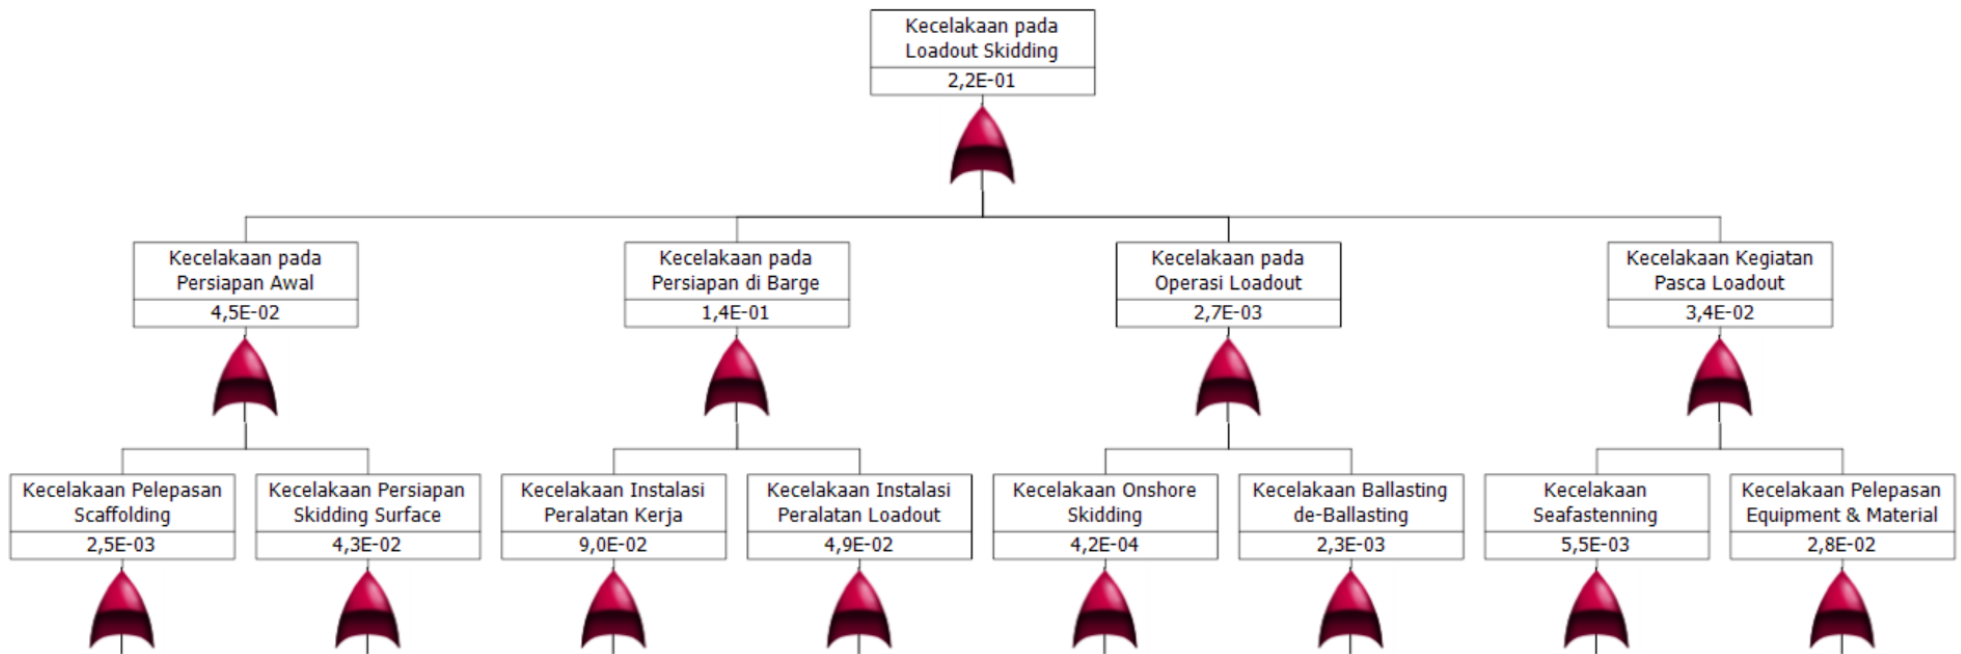 Kecelakaan pada
Loadout Skidding
2,2E-01
Kecelakaan pada
Persiapan Awal
4,5E-02
Kecelakaan pada
Persiapan di Barge
1,4E-01
Kecelakaan pada
Operasi Loadout
2,7E-03
Kecelakaan Kegiatan
Pasca Loadout
3,4E-02
Kecelakaan Pelepasan
Scaffolding
2,5E-03
Kecelakaan Persiapan
Skidding Surface
4,3E-02
Kecelakaan Instalasi
Peralatan Kerja
9,0E-02
Kecelakaan Instalasi
Peralatan Loadout
4,9E-02
Kecelakaan Onshore
Skidding
4,2E-04
Kecelakaan Ballasting
de-Ballasting
2,3E-03
Kecelakaan
Seafastenning
5,5E-03
Kecelakaan Pelepasan
Equipment & Material
2,8E-02